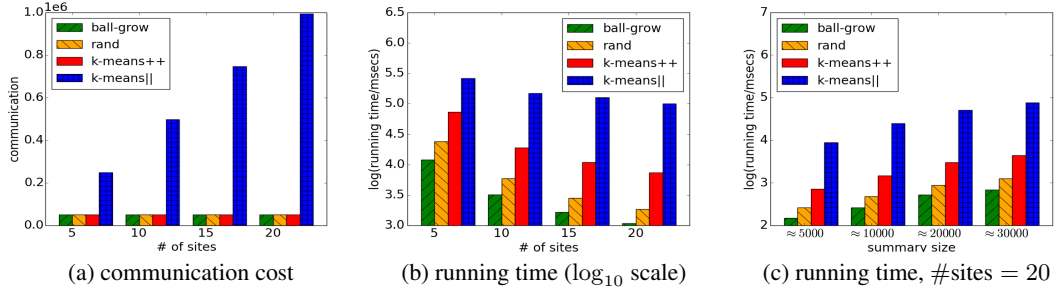 1.0 1e6
0.8
0.6
0.4
0.2
0.0
communication
ball-grow
rand
k-means++
k-means||
5 10 15 20
# of sites
(a) communication cost
6.5
6.0
5.5
5.0
4.5
4.0
3.5
3.0
log(running time/msecs)
ball-grow
rand
k-means++
k-means||
5 10 15 20
# of sites
(b) running time (log₁₀ scale)
7
6
5
4
3
2
log(running time/msecs)
ball-grow
rand
k-means++
k-means||
≈5000 ≈10000 ≈20000 ≈30000
summary size
(c) running time, #sites = 20